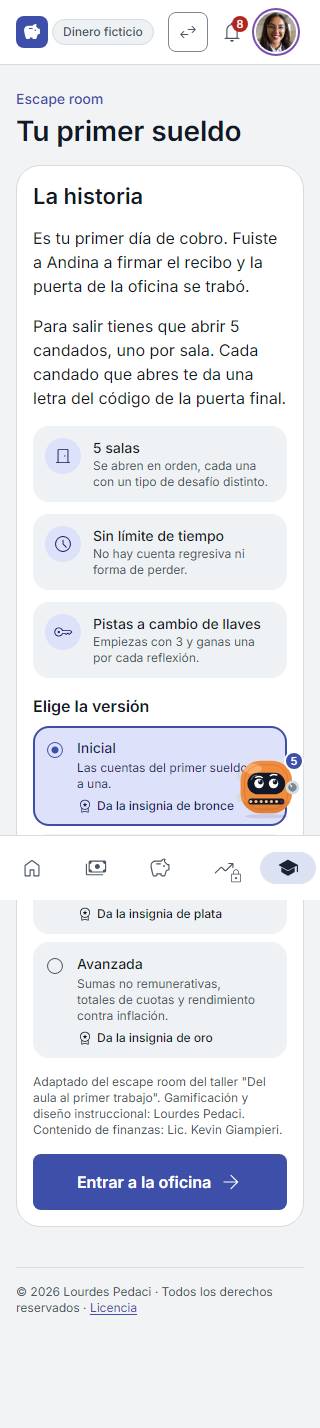 Dinero ficticio
8
Escape room
Tu primer sueldo
La historia
Es tu primer día de cobro. Fuiste
a Andina a firmar el recibo y la
puerta de la oficina se trabó.
Para salir tienes que abrir 5
candados, uno por sala. Cada
candado que abres te da una
letra del código de la puerta final.
5 salas
Se abren en orden, cada una
con un tipo de desafío distinto.
Sin límite de tiempo
No hay cuenta regresiva ni
forma de perder.
Pistas a cambio de llaves
Empiezas con 3 y ganas una
por cada reflexión.
Elige la versión
Inicial
Las cuentas del primer sueldo
a una.
Da la insignia de bronce
5
Da la insignia de plata
Avanzada
Sumas no remunerativas,
totales de cuotas y rendimiento
contra inflación.
Da la insignia de oro
Adaptado del escape room del taller "Del
aula al primer trabajo". Gamificación y
diseño instruccional: Lourdes Pedaci.
Contenido de finanzas: Lic. Kevin Giampieri.
Entrar a la oficina
© 2026 Lourdes Pedaci · Todos los derechos
reservados · Licencia